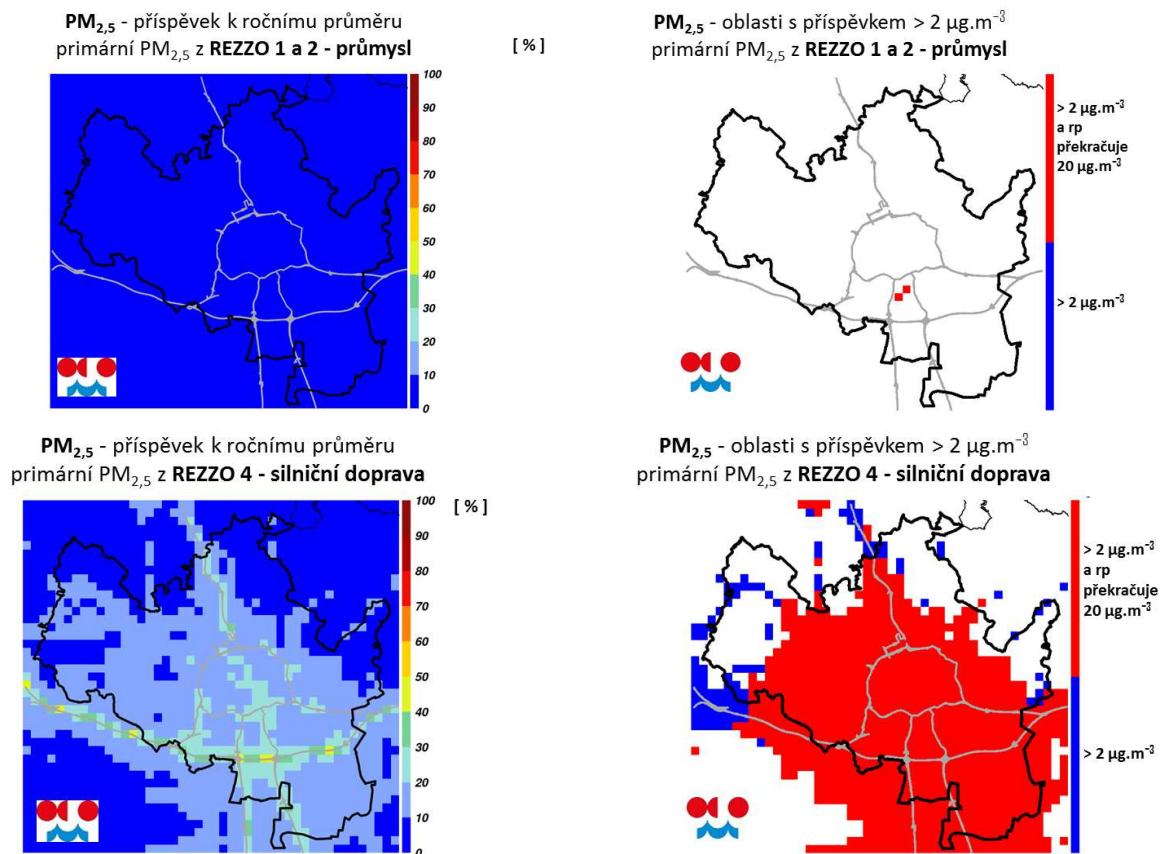 PM2,5 - příspěvek k ročnímu průměru
primární PM2,5 z REZZO 1 a 2 - průmysl
[ % ]
100
90
80
70
60
50
40
30
20
10
0
PM2,5 - oblasti s příspěvkem > 2 µg.m⁻³
primární PM2,5 z REZZO 1 a 2 - průmysl
> 2 µg.m⁻³
a rp
překračuje
20 µg.m⁻³
> 2 µg.m⁻³
PM2,5 - příspěvek k ročnímu průměru
primární PM2,5 z REZZO 4 - silniční doprava
[ % ]
100
90
80
70
60
50
40
30
20
10
0
PM2,5 - oblasti s příspěvkem > 2 µg.m⁻³
primární PM2,5 z REZZO 4 - silniční doprava
> 2 µg.m⁻³
a rp
překračuje
20 µg.m⁻³
> 2 µg.m⁻³